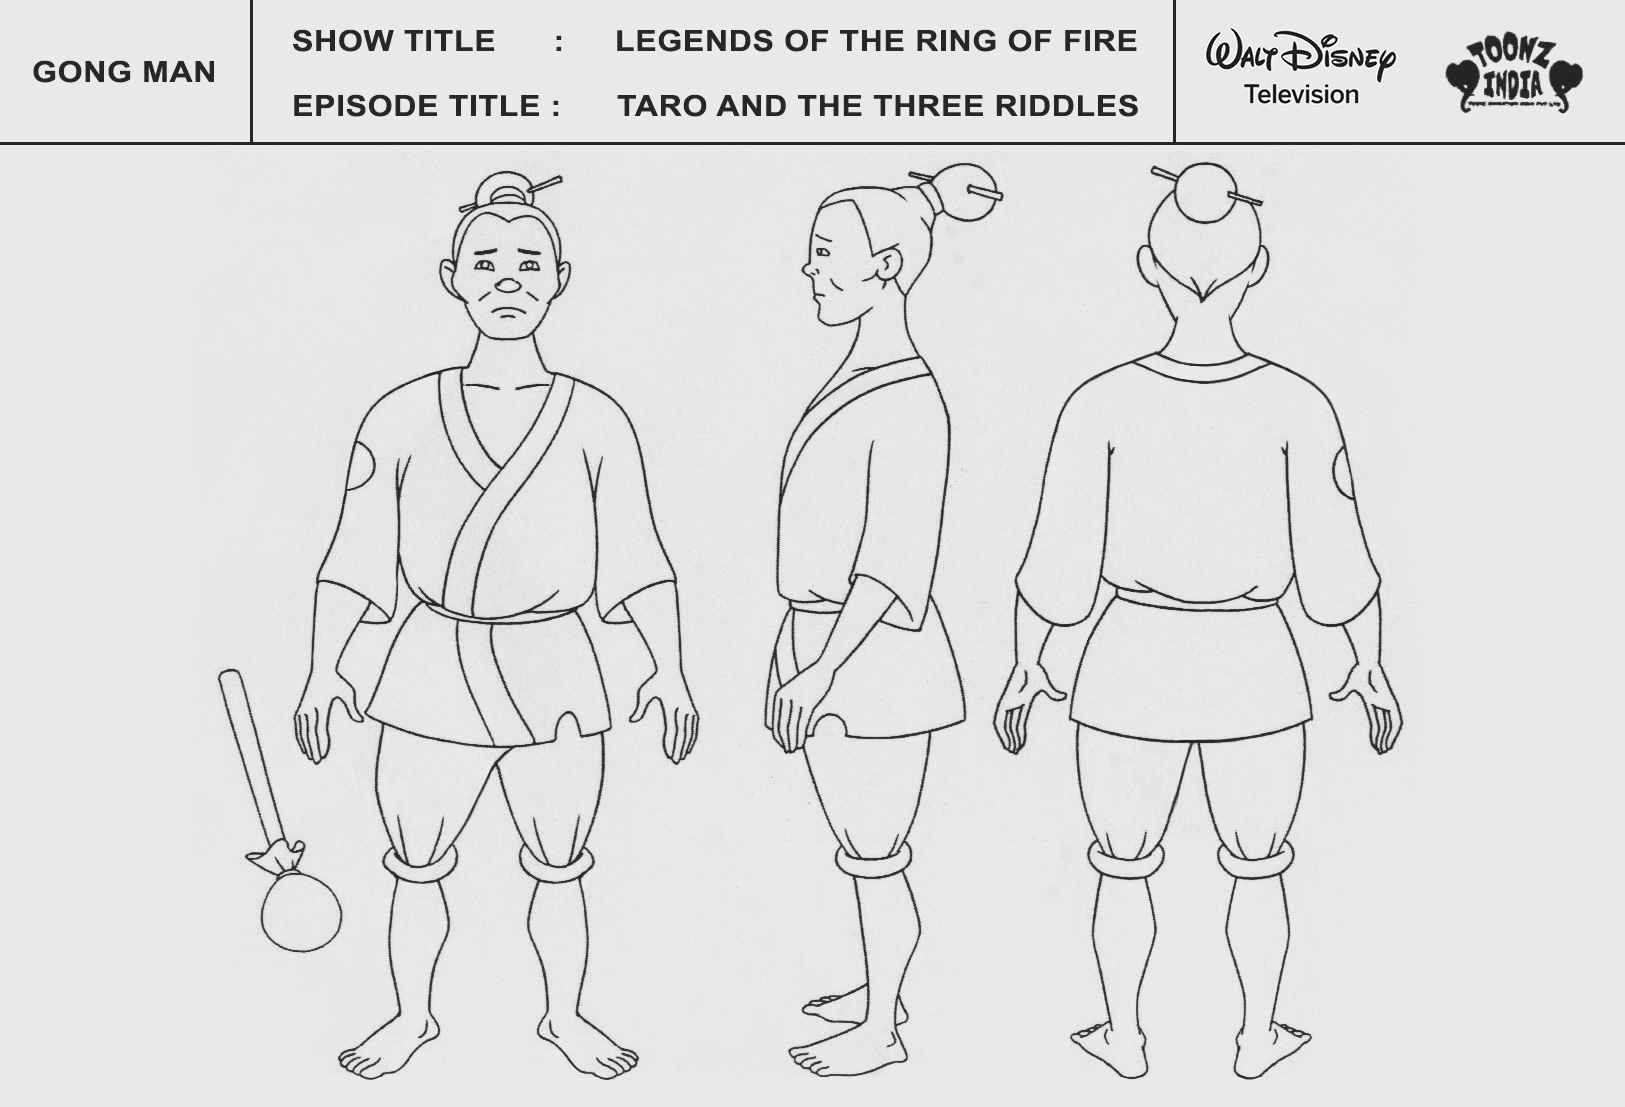 GONG MAN
SHOW TITLE : LEGENDS OF THE RING OF FIRE
EPISODE TITLE : TARO AND THE THREE RIDDLES
WALT DISNEY
Television
TOONZ
INDIA